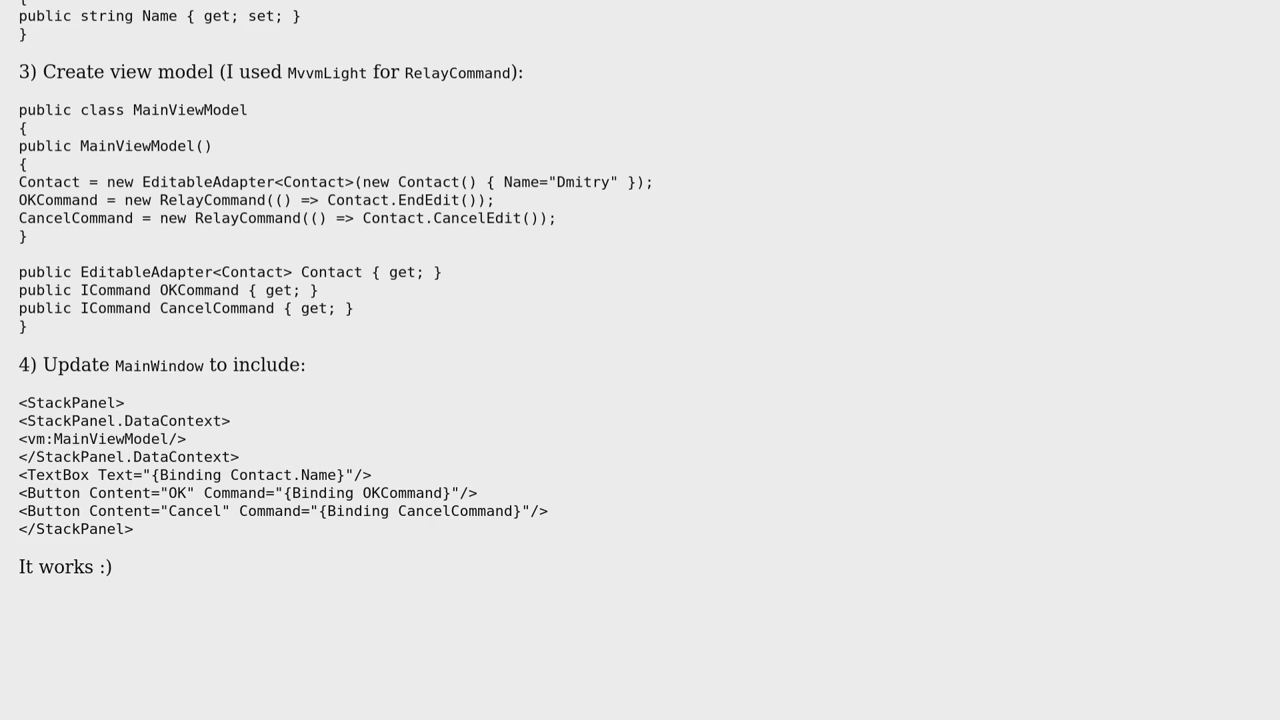 public string Name { get; set; }
}
3) Create view model (I used MvvmLight for RelayCommand):
public class MainViewModel
{
public MainViewModel()
{
Contact = new EditableAdapter<Contact>(new Contact() { Name="Dmitry" });
OKCommand = new RelayCommand(() => Contact.EndEdit());
CancelCommand = new RelayCommand(() => Contact.CancelEdit());
}
public EditableAdapter<Contact> Contact { get; }
public ICommand OKCommand { get; }
public ICommand CancelCommand { get; }
}
4) Update MainWindow to include:
<StackPanel>
<StackPanel.DataContext>
<vm:MainViewModel/>
</StackPanel.DataContext>
<TextBox Text="{Binding Contact.Name}"/>
<Button Content="OK" Command="{Binding OKCommand}"/>
<Button Content="Cancel" Command="{Binding CancelCommand}"/>
</StackPanel>
It works :)